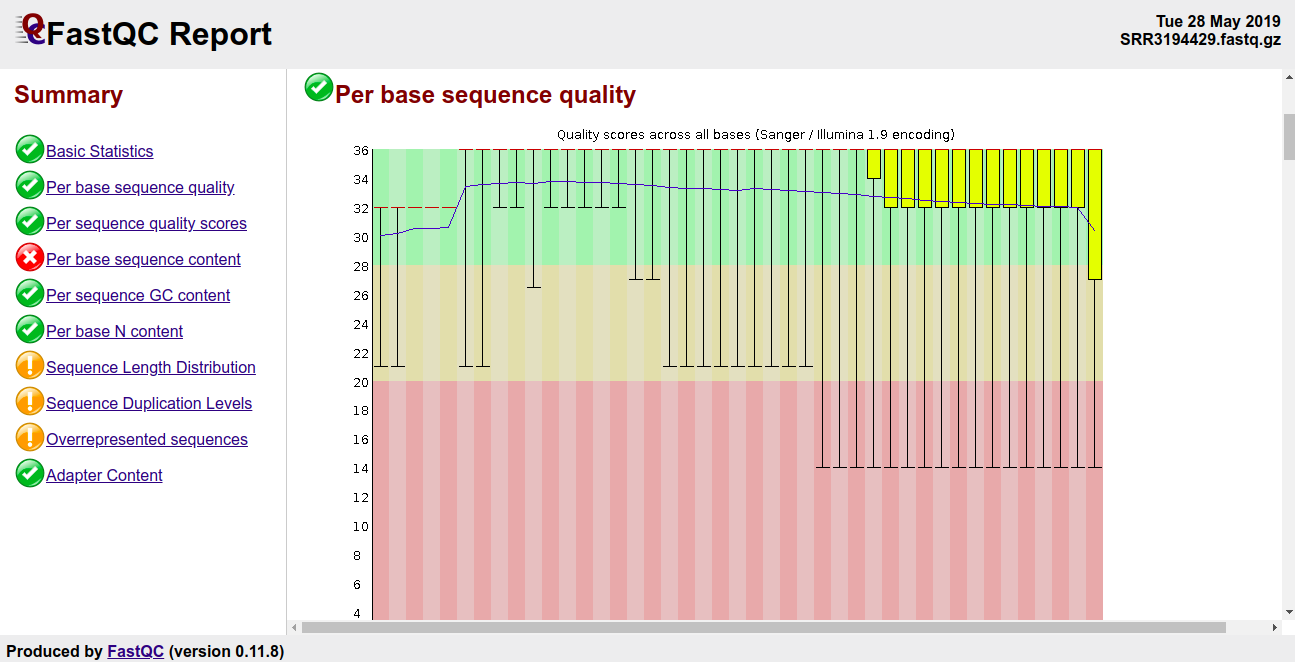 FastQC Report
Tue 28 May 2019
SRR3194429.fastq.gz
Summary
Basic Statistics
Per base sequence quality
Per sequence quality scores
Per base sequence content
Per sequence GC content
Per base N content
Sequence Length Distribution
Sequence Duplication Levels
Overrepresented sequences
Adapter Content
Per base sequence quality
Quality scores across all bases (Sanger / Illumina 1.9 encoding)
36
34
32
30
28
26
24
22
20
18
16
14
12
10
8
6
4
Produced by FastQC (version 0.11.8)